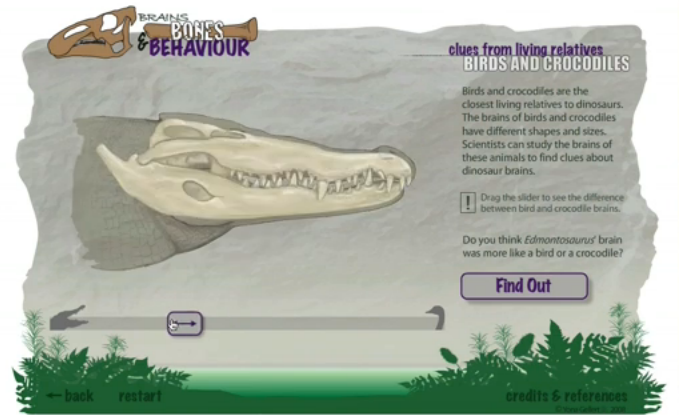 BRAINS
BONES
& BEHAVIOUR
clues from living relatives
BIRDS AND CROCODILES
Birds and crocodiles are the
closest living relatives to dinosaurs.
The brains of birds and crocodiles
have different shapes and sizes.
Scientists can study the brains of
these animals to find clues about
dinosaur brains.
! Drag the slider to see the difference
between bird and crocodile brains.
Do you think Edmontosaurus' brain
was more like a bird or a crocodile?
Find Out
back
restart
credits & references